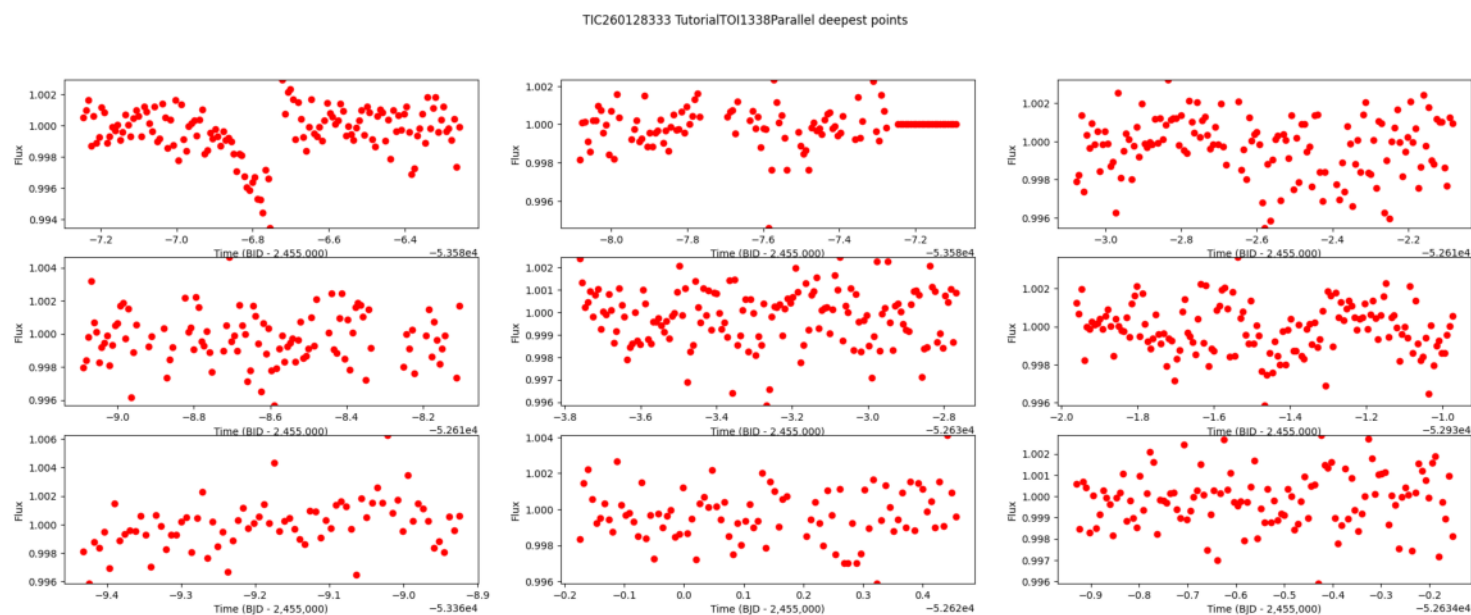 TIC260128333 TutorialTOI1338Parallel deepest points
Flux
1.002
1.000
0.998
0.996
0.994
−7.2 −7.0 −6.8 −6.6 −6.4
Time (BJD - 2,455,000)
−5.358e4
Flux
1.002
1.000
0.998
0.996
−8.0 −7.8 −7.6 −7.4 −7.2
Time (BJD - 2,455,000)
−5.358e4
Flux
1.002
1.000
0.998
0.996
−3.0 −2.8 −2.6 −2.4 −2.2
Time (BJD - 2,455,000)
−5.261e4
Flux
1.004
1.002
1.000
0.998
0.996
−9.0 −8.8 −8.6 −8.4 −8.2
Time (BJD - 2,455,000)
−5.261e4
Flux
1.002
1.001
1.000
0.999
0.998
0.997
0.996
−3.8 −3.6 −3.4 −3.2 −3.0 −2.8
Time (BJD - 2,455,000)
−5.263e4
Flux
1.002
1.000
0.998
0.996
−2.0 −1.8 −1.6 −1.4 −1.2 −1.0
Time (BJD - 2,455,000)
−5.293e4
Flux
1.006
1.004
1.002
1.000
0.998
0.996
−9.4 −9.3 −9.2 −9.1 −9.0 −8.9
Time (BJD - 2,455,000)
−5.336e4
Flux
1.004
1.002
1.000
0.998
0.996
−0.2 −0.1 0.0 0.1 0.2 0.3 0.4
Time (BJD - 2,455,000)
−5.262e4
Flux
1.002
1.001
1.000
0.999
0.998
0.997
0.996
−0.9 −0.8 −0.7 −0.6 −0.5 −0.4 −0.3 −0.2
Time (BJD - 2,455,000)
−5.2634e4